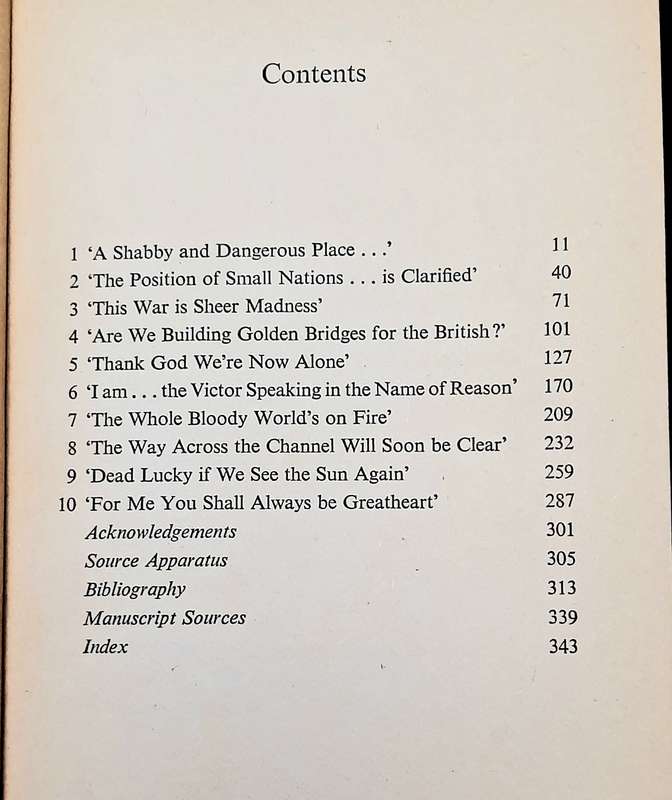 Contents
1 ‘A Shabby and Dangerous Place . . .’ 11
2 ‘The Position of Small Nations . . . is Clarified’ 40
3 ‘This War is Sheer Madness’ 71
4 ‘Are We Building Golden Bridges for the British?’ 101
5 ‘Thank God We’re Now Alone’ 127
6 ‘I am . . . the Victor Speaking in the Name of Reason’ 170
7 ‘The Whole Bloody World’s on Fire’ 209
8 ‘The Way Across the Channel Will Soon be Clear’ 232
9 ‘Dead Lucky if We See the Sun Again’ 259
10 ‘For Me You Shall Always be Greatheart’ 287
Acknowledgements 301
Source Apparatus 305
Bibliography 313
Manuscript Sources 339
Index 343